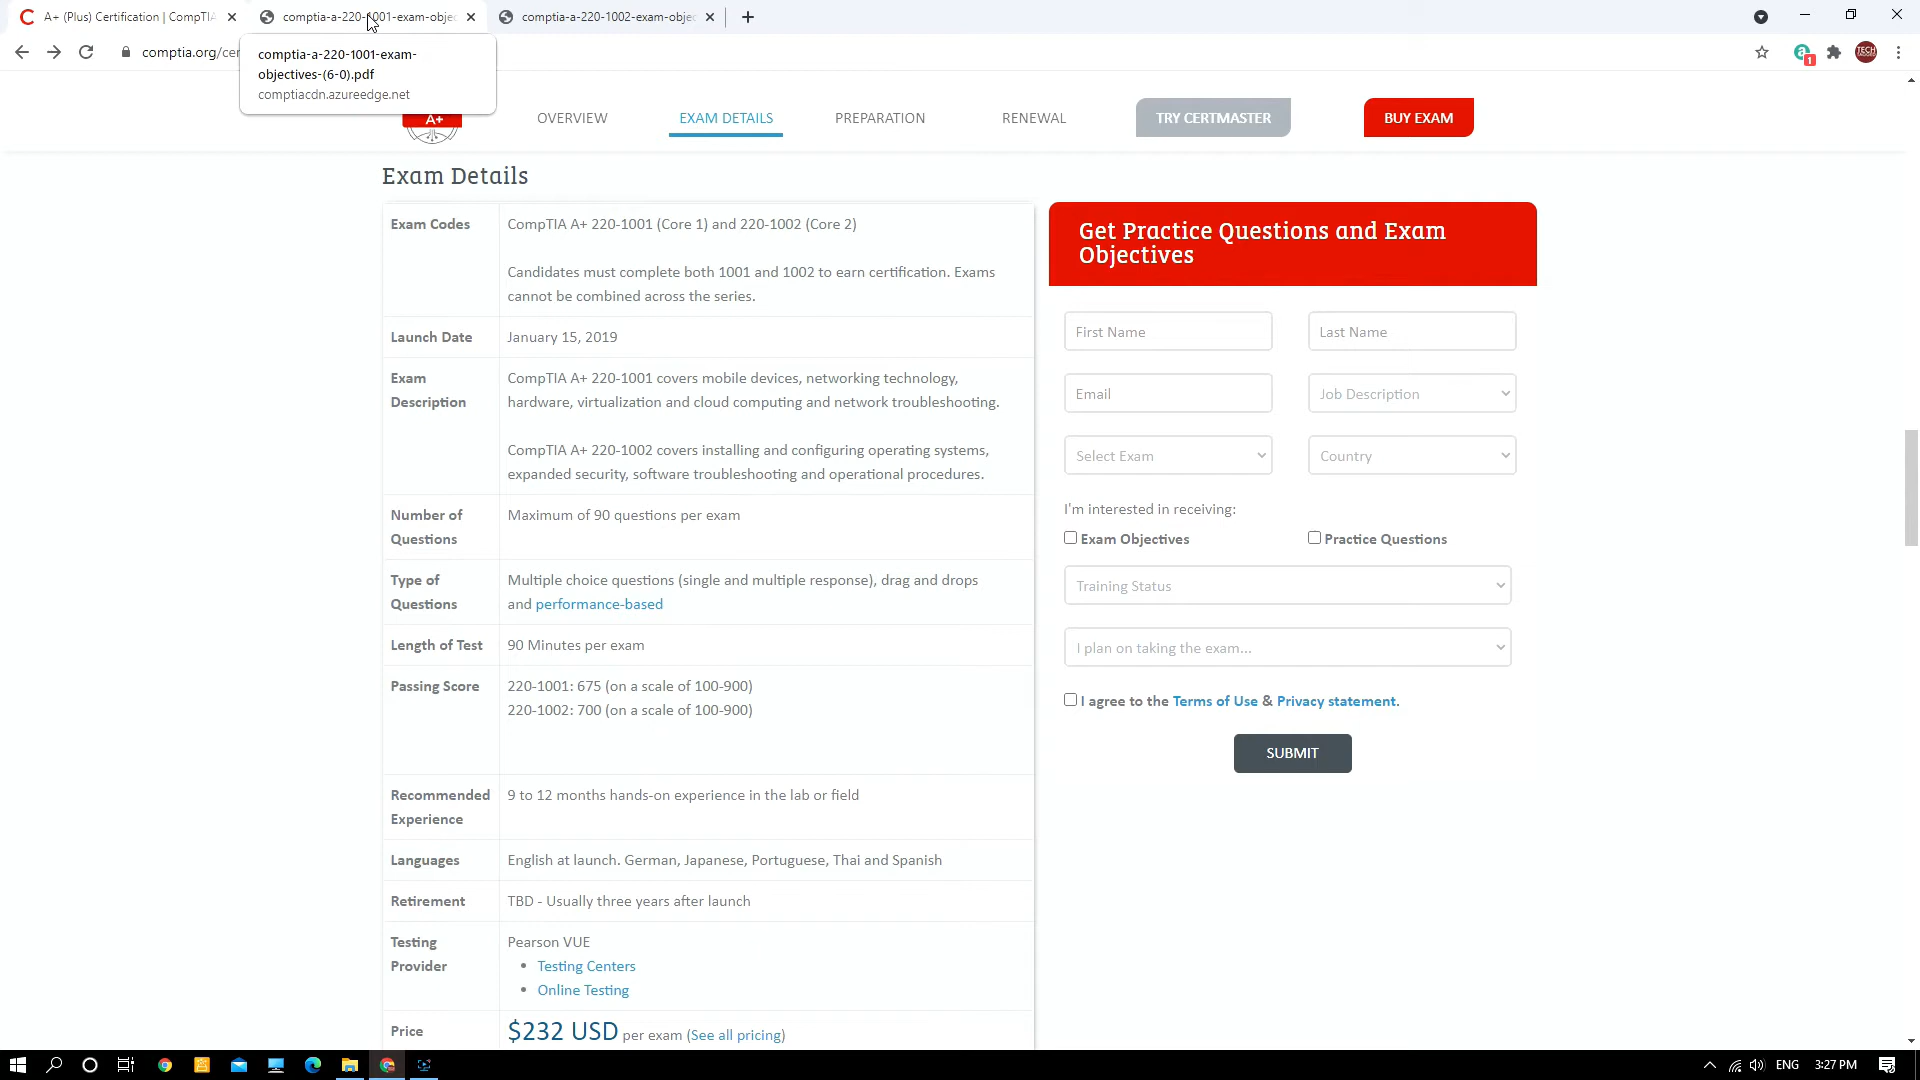 A+ (Plus) Certification | CompTIA
comptia-a-220-1001-exam-objec
comptia-a-220-1002-exam-objec
comptia.org/cer
1
TECH
comptia-a-220-1001-exam-
objectives-(6-0).pdf
comptiacdn.azureedge.net
A+
OVERVIEW
EXAM DETAILS
PREPARATION
RENEWAL
TRY CERTMASTER
BUY EXAM
Exam Details
Exam Codes
CompTIA A+ 220-1001 (Core 1) and 220-1002 (Core 2)
Candidates must complete both 1001 and 1002 to earn certification. Exams
cannot be combined across the series.
Launch Date
January 15, 2019
Exam
Description
CompTIA A+ 220-1001 covers mobile devices, networking technology,
hardware, virtualization and cloud computing and network troubleshooting.
CompTIA A+ 220-1002 covers installing and configuring operating systems,
expanded security, software troubleshooting and operational procedures.
Number of
Questions
Maximum of 90 questions per exam
Type of
Questions
Multiple choice questions (single and multiple response), drag and drops
and performance-based
Length of Test
90 Minutes per exam
Passing Score
220-1001: 675 (on a scale of 100-900)
220-1002: 700 (on a scale of 100-900)
Recommended
Experience
9 to 12 months hands-on experience in the lab or field
Languages
English at launch. German, Japanese, Portuguese, Thai and Spanish
Retirement
TBD - Usually three years after launch
Testing
Provider
Pearson VUE
• Testing Centers
• Online Testing
Price
$232 USD per exam (See all pricing)
Get Practice Questions and Exam
Objectives
First Name
Last Name
Email
Job Description
Select Exam
Country
I'm interested in receiving:
Exam Objectives
Practice Questions
Training Status
I plan on taking the exam...
I agree to the Terms of Use & Privacy statement.
SUBMIT
ENG
3:27 PM